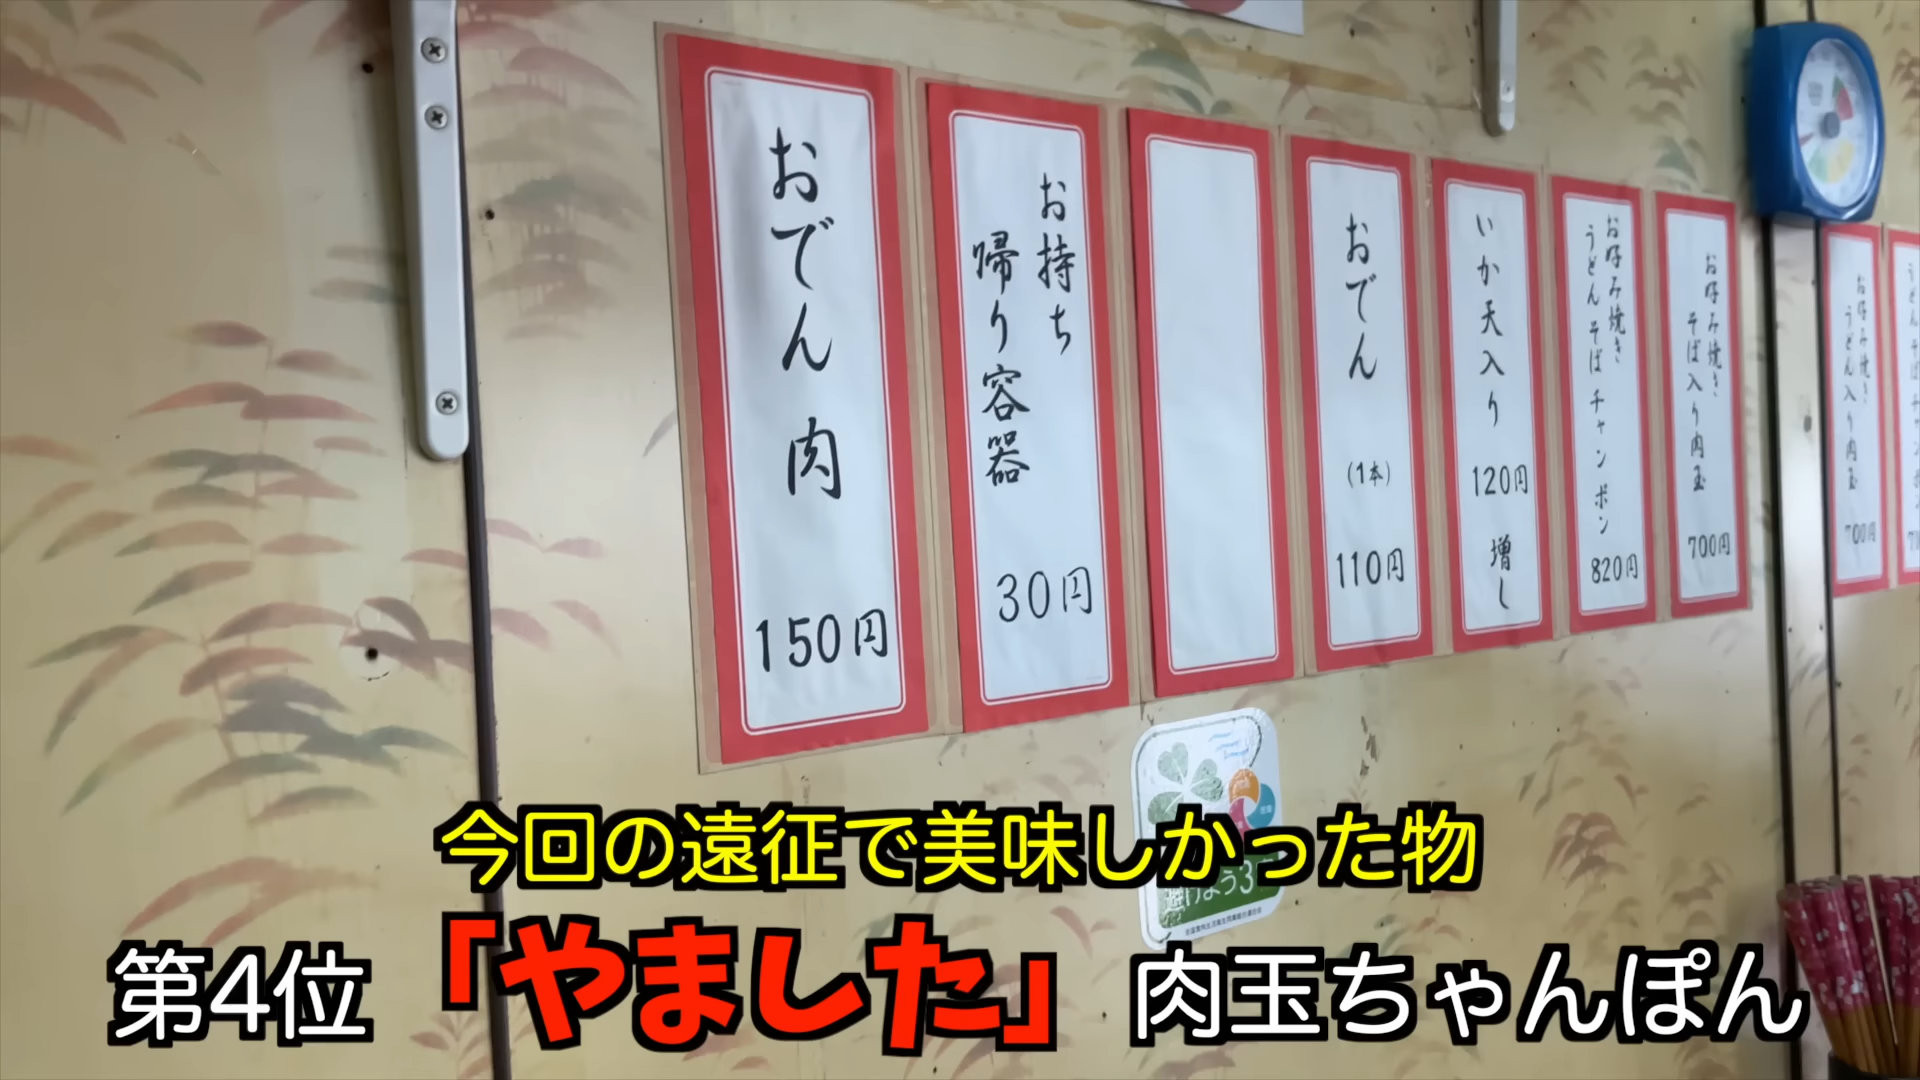 おでん 肉
150円
お持ち
帰り容器
30円
おでん
(1本)
110円
いか天入り
120円
増し
お好み焼き
うどんそばチャンポン
820円
お好み焼き
そば入り肉玉
700円
お好み焼き
うどん入り肉玉
700円
今回の遠征で美味しかった物
第4位「やました」肉玉ちゃんぽん